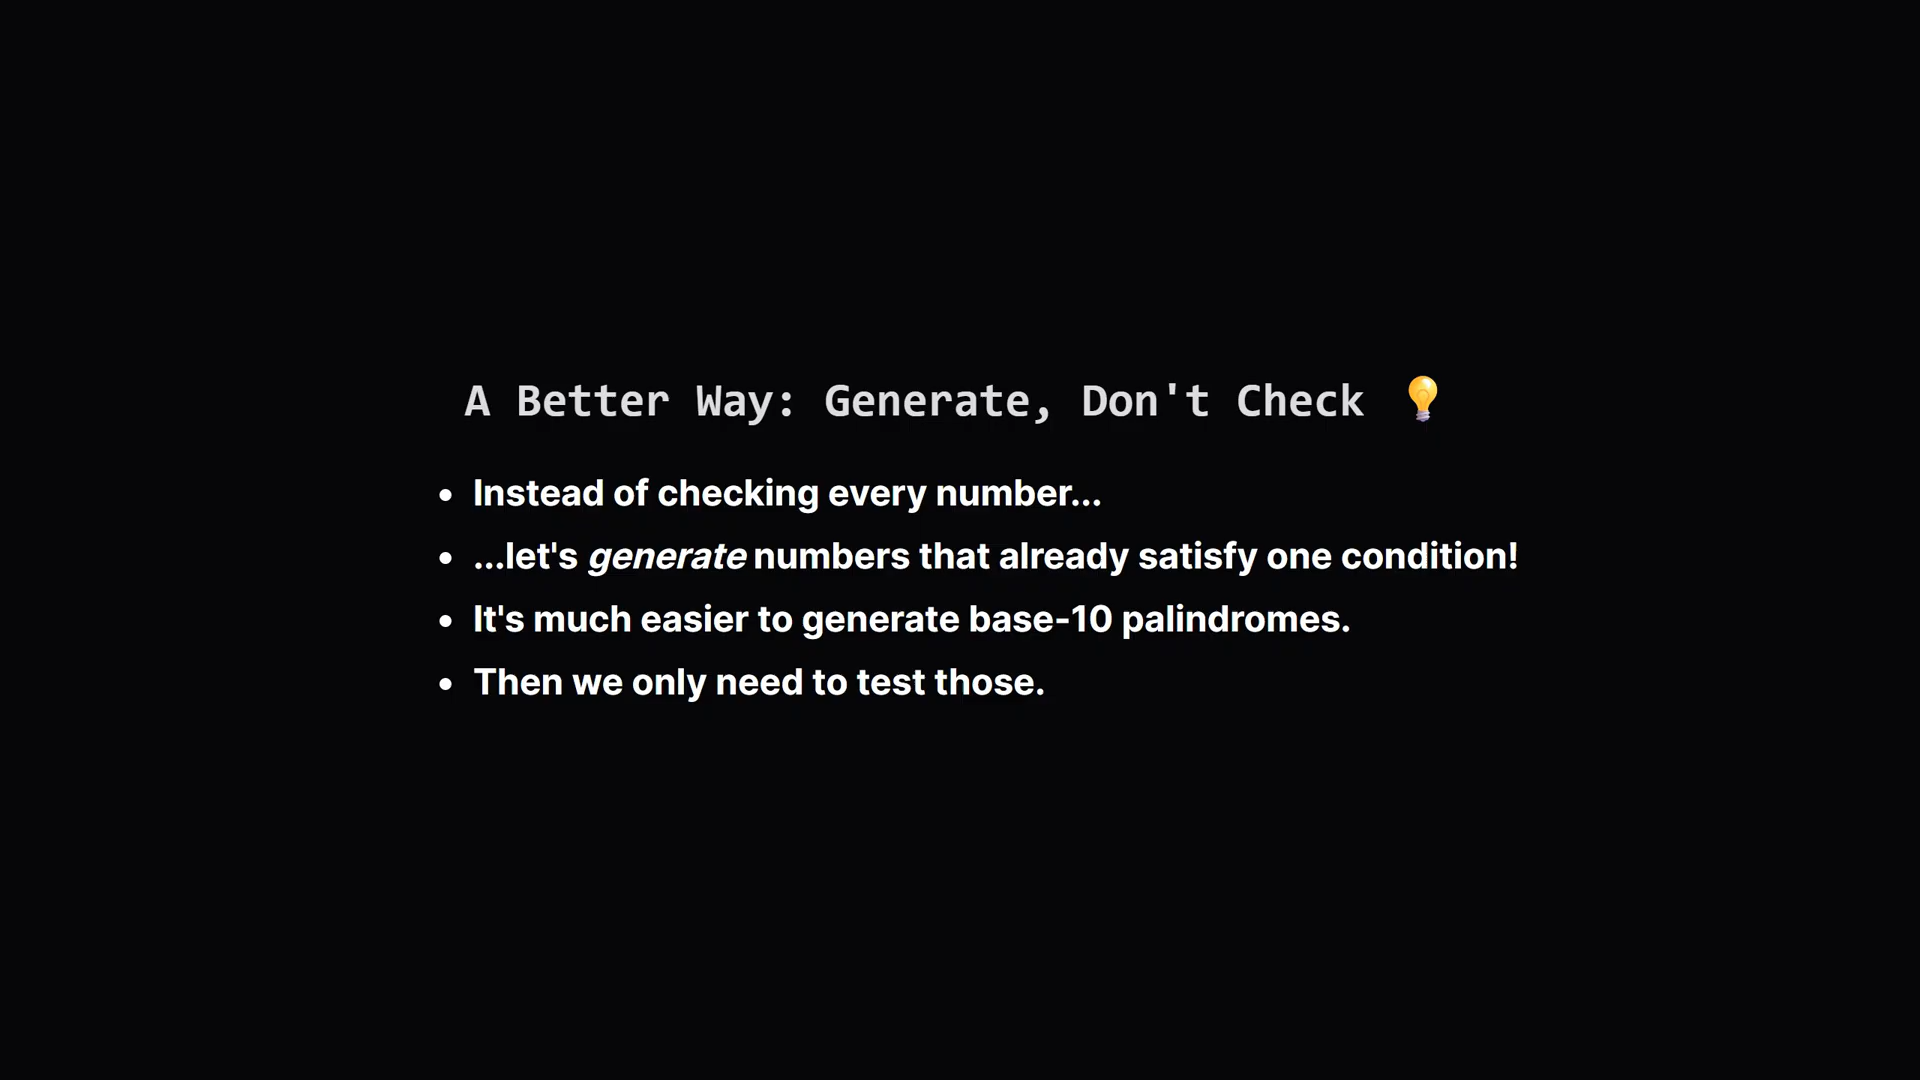 A Better Way: Generate, Don't Check 💡
• Instead of checking every number...
• ...let's generate numbers that already satisfy one condition!
• It's much easier to generate base-10 palindromes.
• Then we only need to test those.